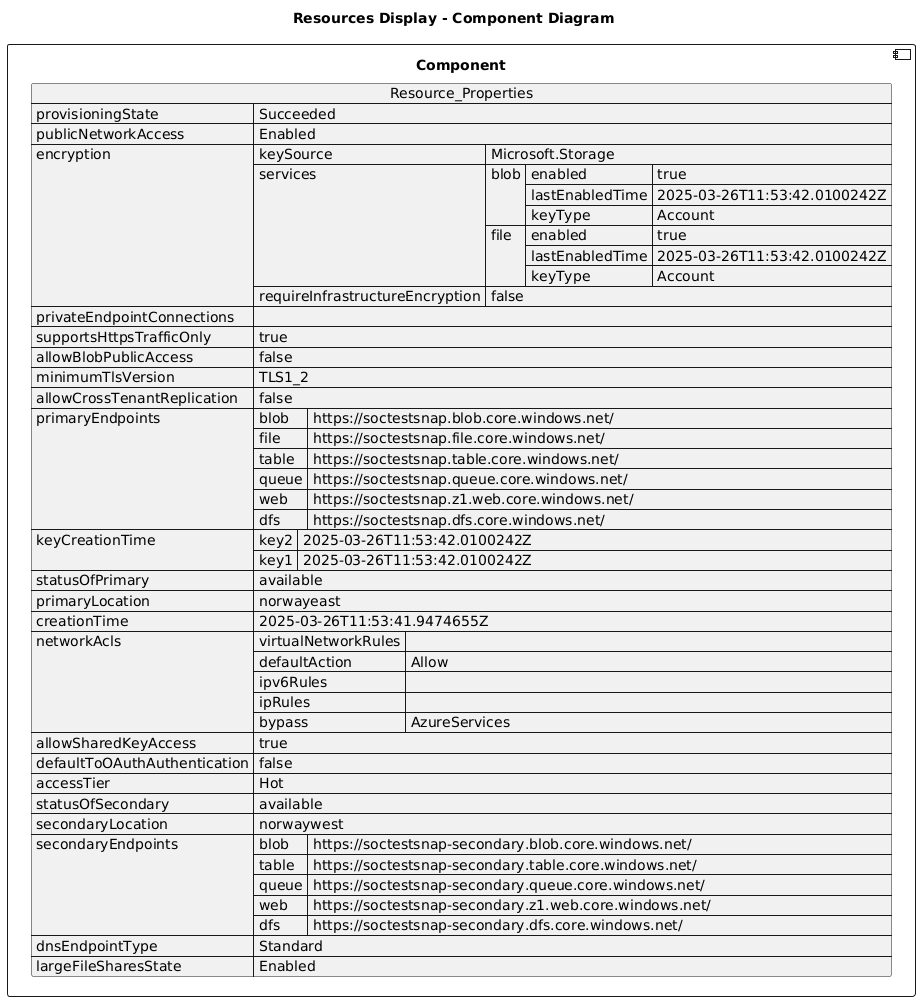 Resources Display - Component Diagram
Component
Resource_Properties
provisioningState Succeeded
publicNetworkAccess Enabled
encryption keySource Microsoft.Storage
services blob enabled true
lastEnabledTime 2025-03-26T11:53:42.0100242Z
keyType Account
file enabled true
lastEnabledTime 2025-03-26T11:53:42.0100242Z
keyType Account
requireInfrastructureEncryption false
privateEndpointConnections
supportsHttpsTrafficOnly true
allowBlobPublicAccess false
minimumTlsVersion TLS1_2
allowCrossTenantReplication false
primaryEndpoints blob https://soctestsnap.blob.core.windows.net/
file https://soctestsnap.file.core.windows.net/
table https://soctestsnap.table.core.windows.net/
queue https://soctestsnap.queue.core.windows.net/
web https://soctestsnap.z1.web.core.windows.net/
dfs https://soctestsnap.dfs.core.windows.net/
keyCreationTime key2 2025-03-26T11:53:42.0100242Z
key1 2025-03-26T11:53:42.0100242Z
statusOfPrimary available
primaryLocation norwayeast
creationTime 2025-03-26T11:53:41.9474655Z
networkAcls virtualNetworkRules
defaultAction Allow
ipv6Rules
ipRules
bypass AzureServices
allowSharedKeyAccess true
defaultToOAuthAuthentication false
accessTier Hot
statusOfSecondary available
secondaryLocation norwaywest
secondaryEndpoints blob https://soctestsnap-secondary.blob.core.windows.net/
table https://soctestsnap-secondary.table.core.windows.net/
queue https://soctestsnap-secondary.queue.core.windows.net/
web https://soctestsnap-secondary.z1.web.core.windows.net/
dfs https://soctestsnap-secondary.dfs.core.windows.net/
dnsEndpointType Standard
largeFileSharesState Enabled